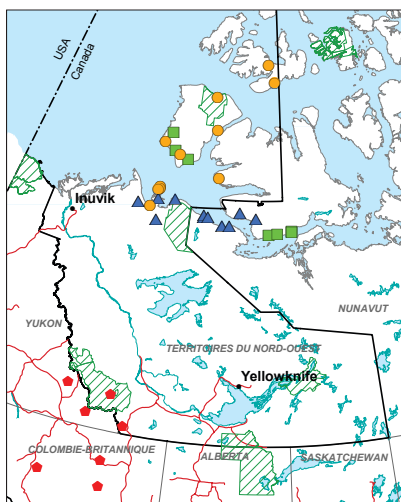 USA
Canada
Inuvik
NUNAVUT
YUKON
TERRITOIRES DU NORD-OUEST
Yellowknife
COLOMBIE-BRITANNIQUE
ALBERTA
SASKATCHEWAN